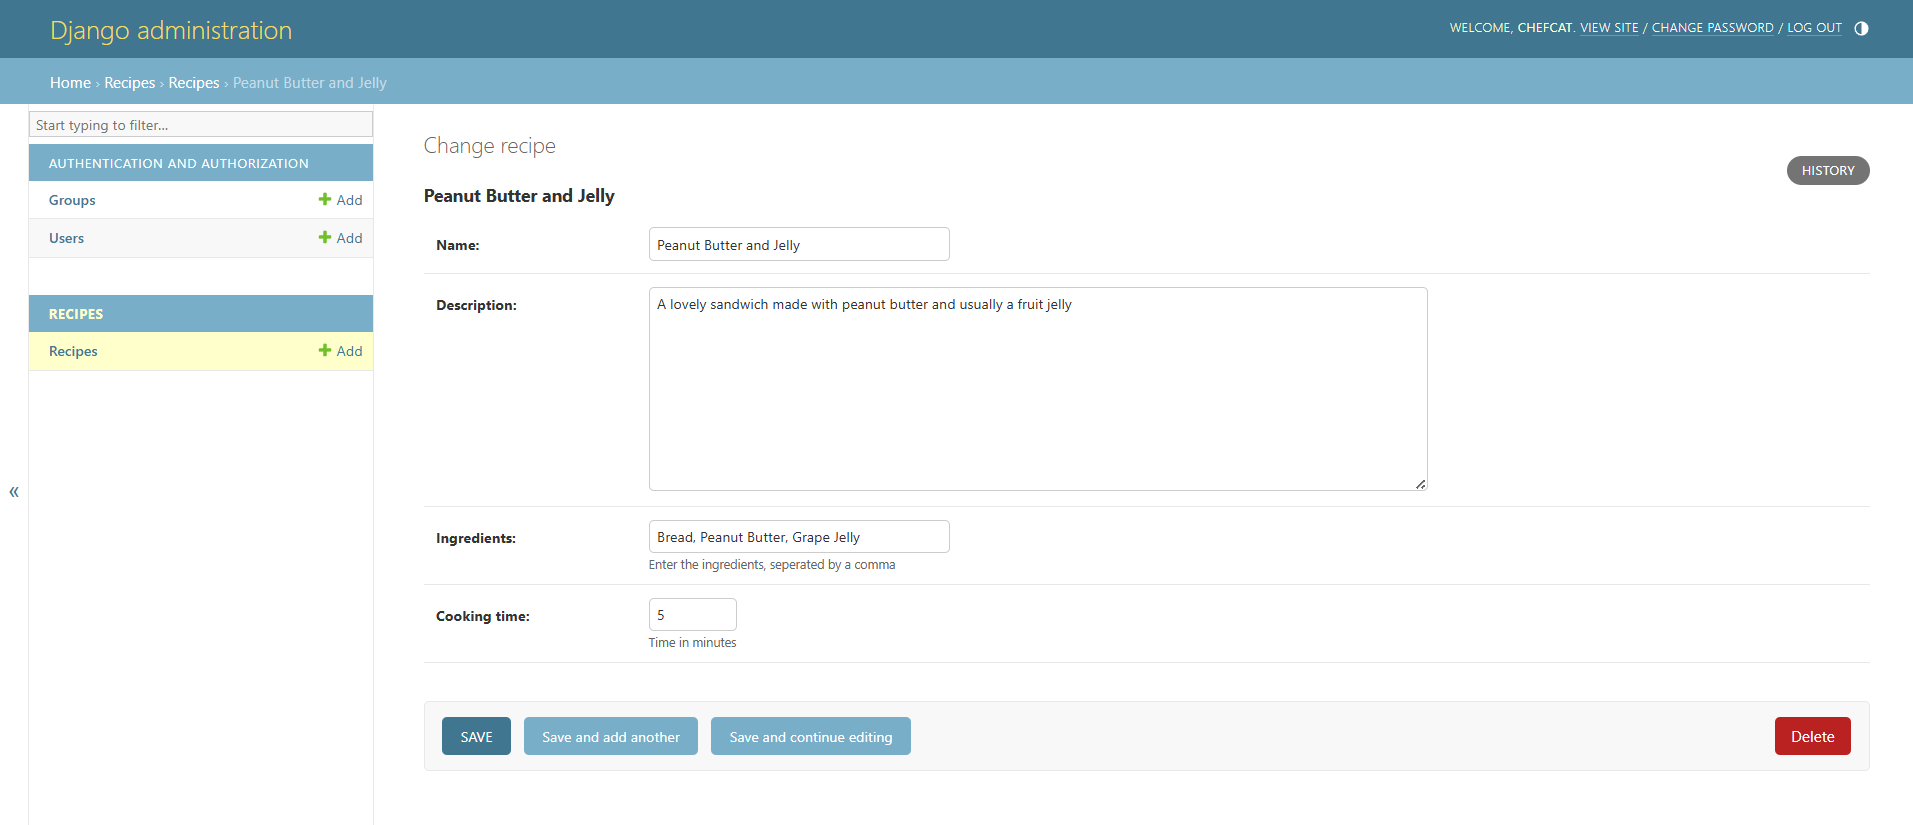 Django administration
WELCOME, CHEFCAT. VIEW SITE / CHANGE PASSWORD / LOG OUT
Home › Recipes › Recipes › Peanut Butter and Jelly
Start typing to filter...
AUTHENTICATION AND AUTHORIZATION
Groups
Add
Users
Add
RECIPES
Recipes
Add
«
Change recipe
HISTORY
Peanut Butter and Jelly
Name:
Peanut Butter and Jelly
Description:
A lovely sandwich made with peanut butter and usually a fruit jelly
Ingredients:
Bread, Peanut Butter, Grape Jelly
Enter the ingredients, seperated by a comma
Cooking time:
5
Time in minutes
SAVE
Save and add another
Save and continue editing
Delete